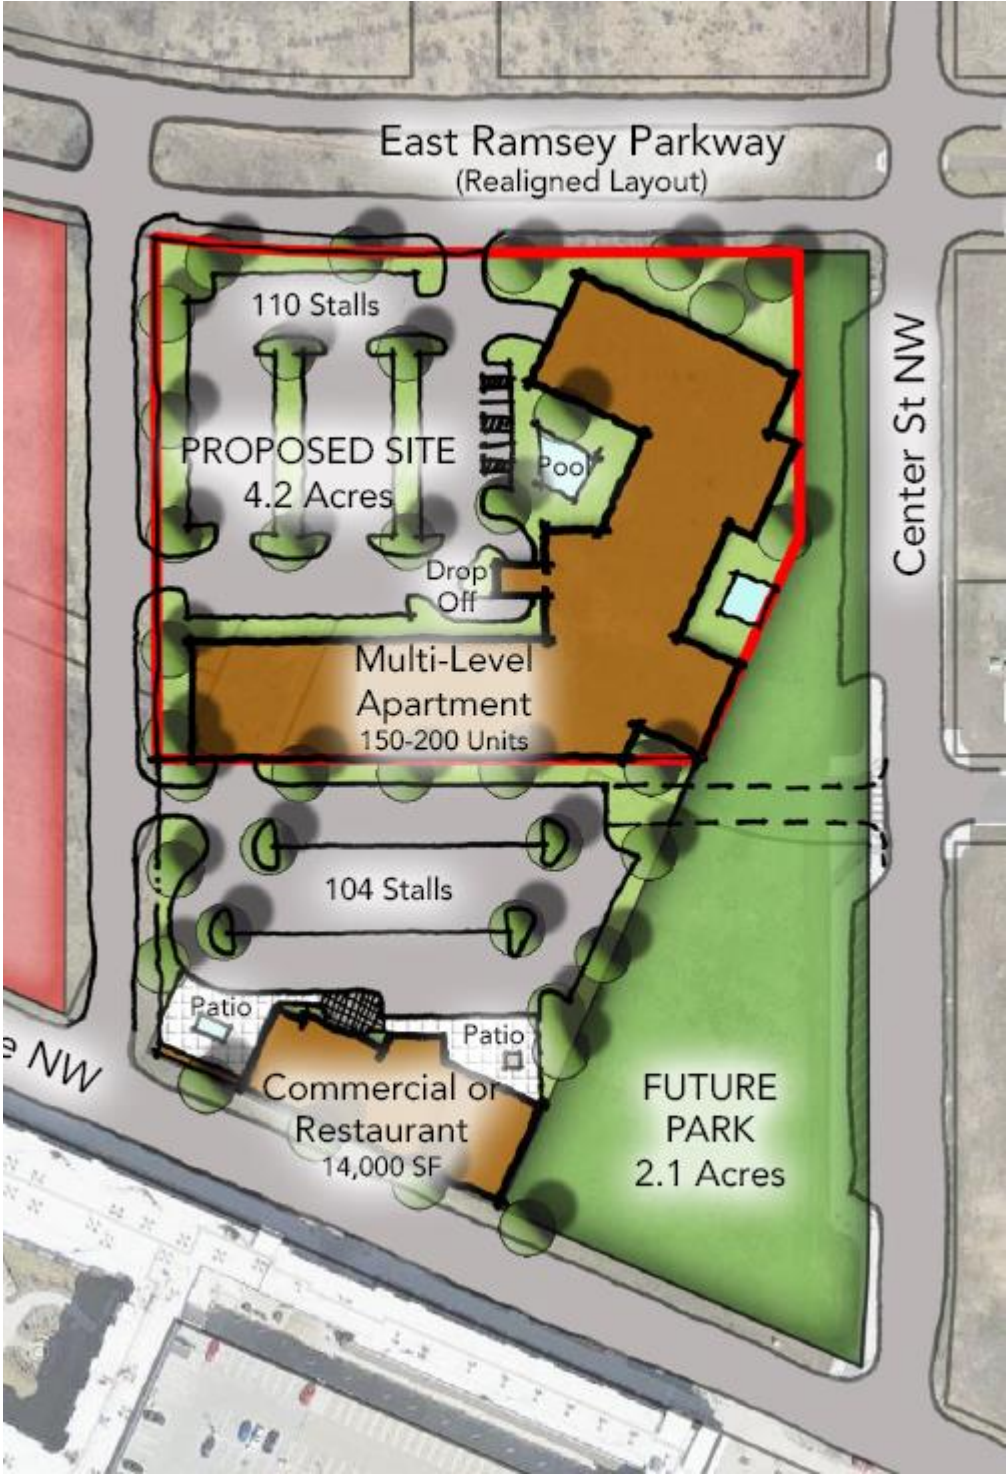 East Ramsey Parkway
(Realigned Layout)
110 Stalls
PROPOSED SITE
4.2 Acres
Pool
Drop
Off
Center St NW
Multi-Level
Apartment
150-200 Units
104 Stalls
Patio
Patio
e NW
Commercial or
Restaurant
14,000 SF
FUTURE
PARK
2.1 Acres